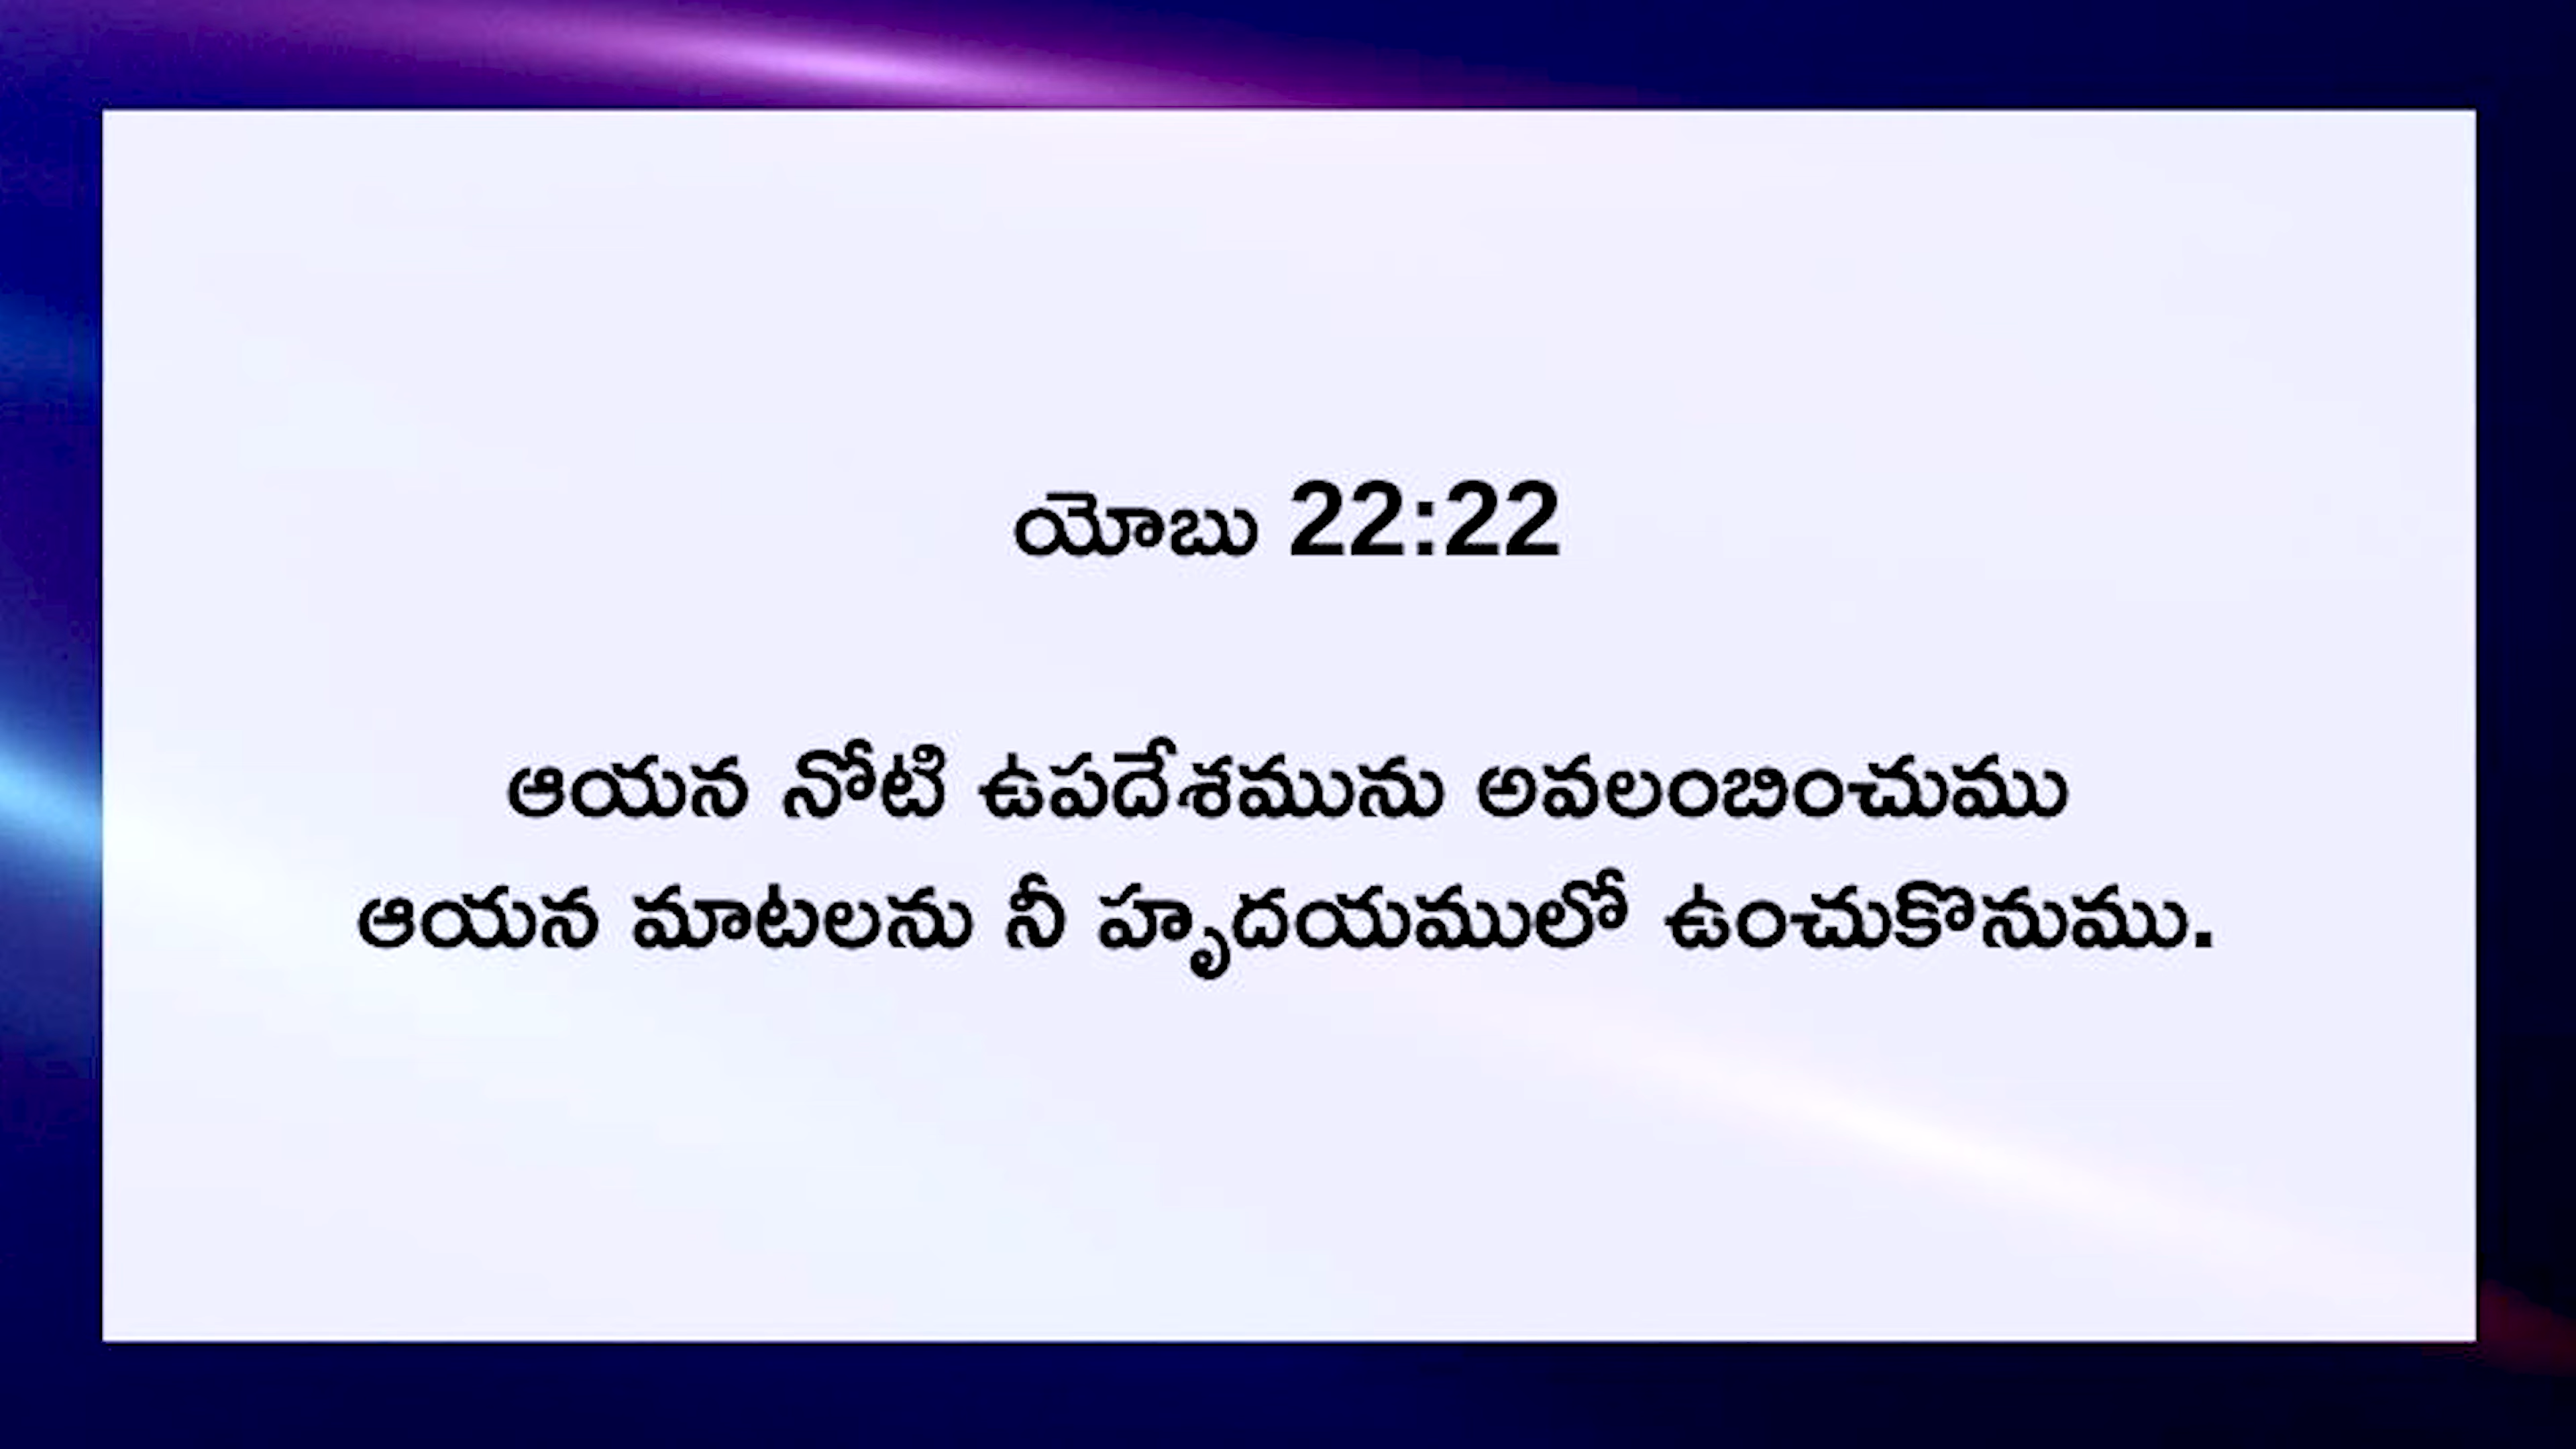 యోబు 22:22
ఆయన నోటి ఉపదేశమును అవలంబించుము
ఆయన మాటలను నీ హృదయములో ఉంచుకొనుము.